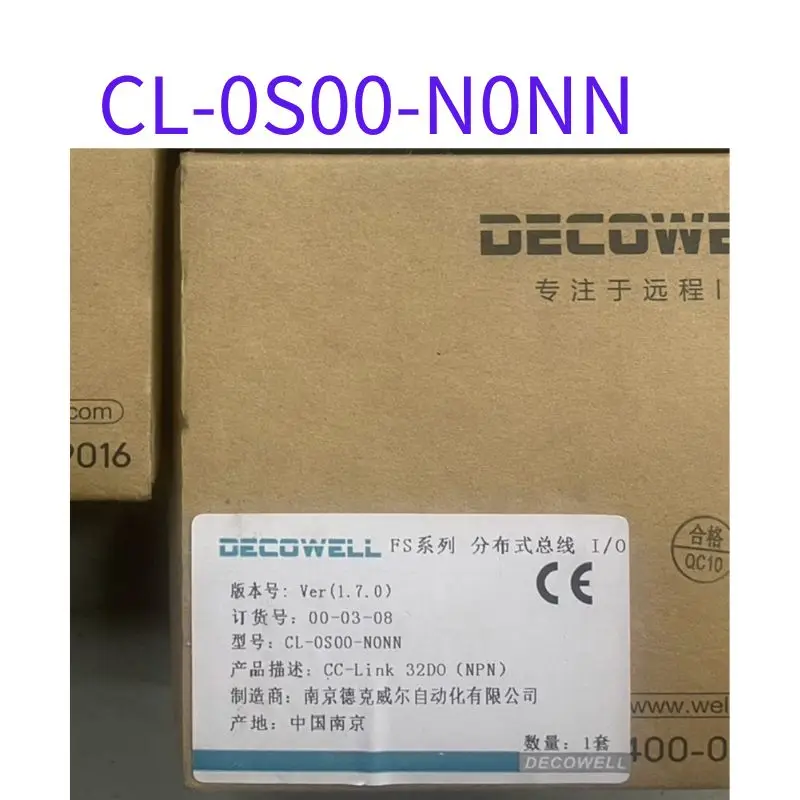 CL-0S00-N0NN
DECOWE
专注于远程I
.com
9016
合格
QC10
DECOWELL FS系列 分布式总线 I/O
CE
版本号: Ver(1.7.0)
订货号: 00-03-08
型号: CL-0S00-N0NN
产品描述: CC-Link 32DO (NPN)
制造商: 南京德克威尔自动化有限公司
产地: 中国南京
数量: 1套
DECOWELL
www.wel
400-0